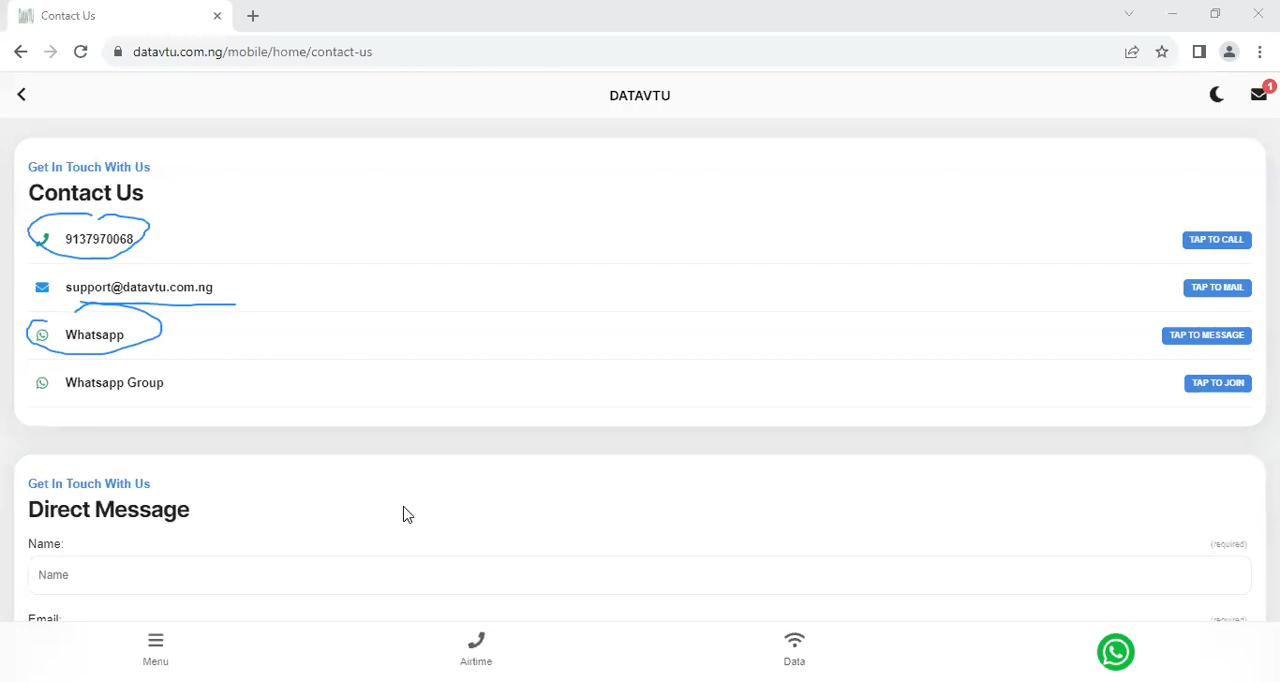 Contact Us
datavtu.com.ng/mobile/home/contact-us
DATAVTU
1
Get In Touch With Us
Contact Us
9137970068 TAP TO CALL
support@datavtu.com.ng TAP TO MAIL
Whatsapp TAP TO MESSAGE
Whatsapp Group TAP TO JOIN
Get In Touch With Us
Direct Message
Name: (required)
Name
Email: (required)
Menu Airtime Data